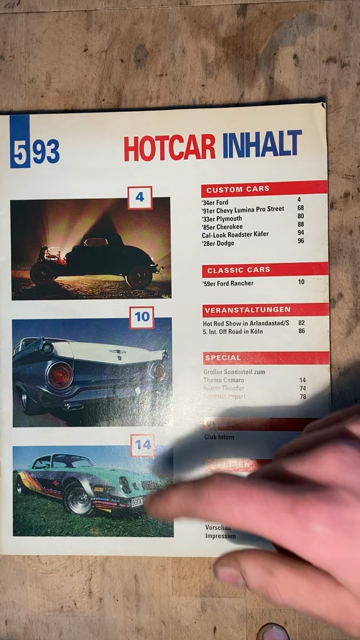 5 93
HOTCAR INHALT
4
10
14
CUSTOM CARS
'34er Ford 4
'91er Chevy Lumina Pro Street 68
'33er Plymouth 80
'85er Cherokee 88
Cal-Look Roadster Käfer 94
'28er Dodge 96
CLASSIC CARS
'59er Ford Rancher 10
VERANSTALTUNGEN
Hot Rod Show in Arlandastad/S 82
5. Int. Off Road in Köln 86
SPECIAL
Großer Sonderteil zum
Thema Camaro 14
Thunder 74
78
Club Intern
Vorschau
Impressum